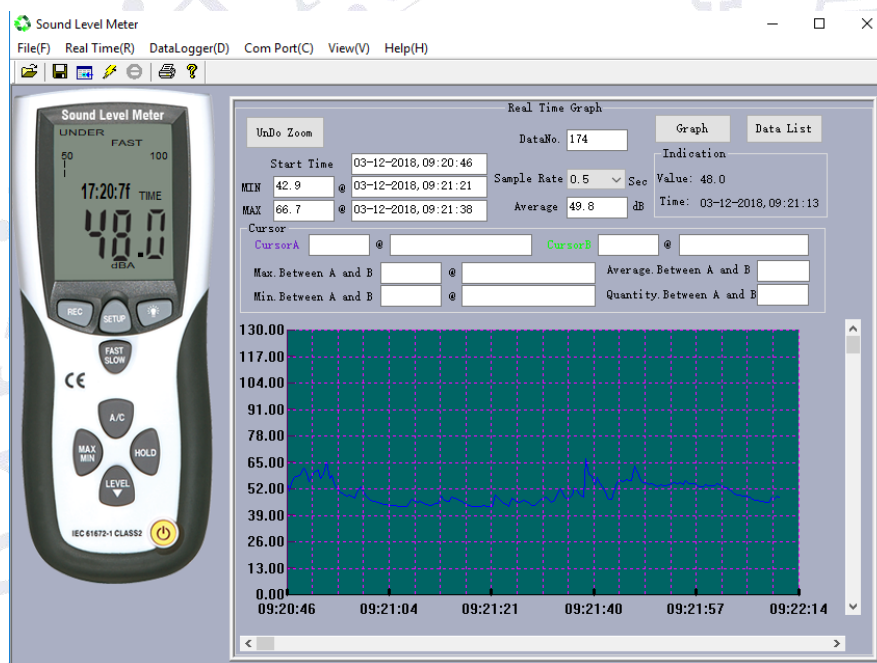 Sound Level Meter
File(F) Real Time(R) DataLogger(D) Com Port(C) View(V) Help(H)
Sound Level Meter
UNDER
FAST
50 100
17:20:7f TIME
48.0
dBA
REC SETUP
FAST
SLOW
CE
A/C
MAX
MIN
HOLD
LEVEL
IEC 61672-1 CLASS2
Real Time Graph
UnDo Zoom
DataNo. 174
Graph
Data List
Start Time 03-12-2018,09:20:46
MIN 42.9 @ 03-12-2018,09:21:21
MAX 66.7 @ 03-12-2018,09:21:38
Sample Rate 0.5 Sec
Average 49.8 dB
Indication
Value: 48.0
Time: 03-12-2018,09:21:13
Cursor
CursorA @ CursorB @
Max.Between A and B @ Average.Between A and B
Min.Between A and B @ Quantity.Between A and B
130.00
117.00
104.00
91.00
78.00
65.00
52.00
39.00
26.00
13.00
0.00
09:20:46 09:21:04 09:21:21 09:21:40 09:21:57 09:22:14